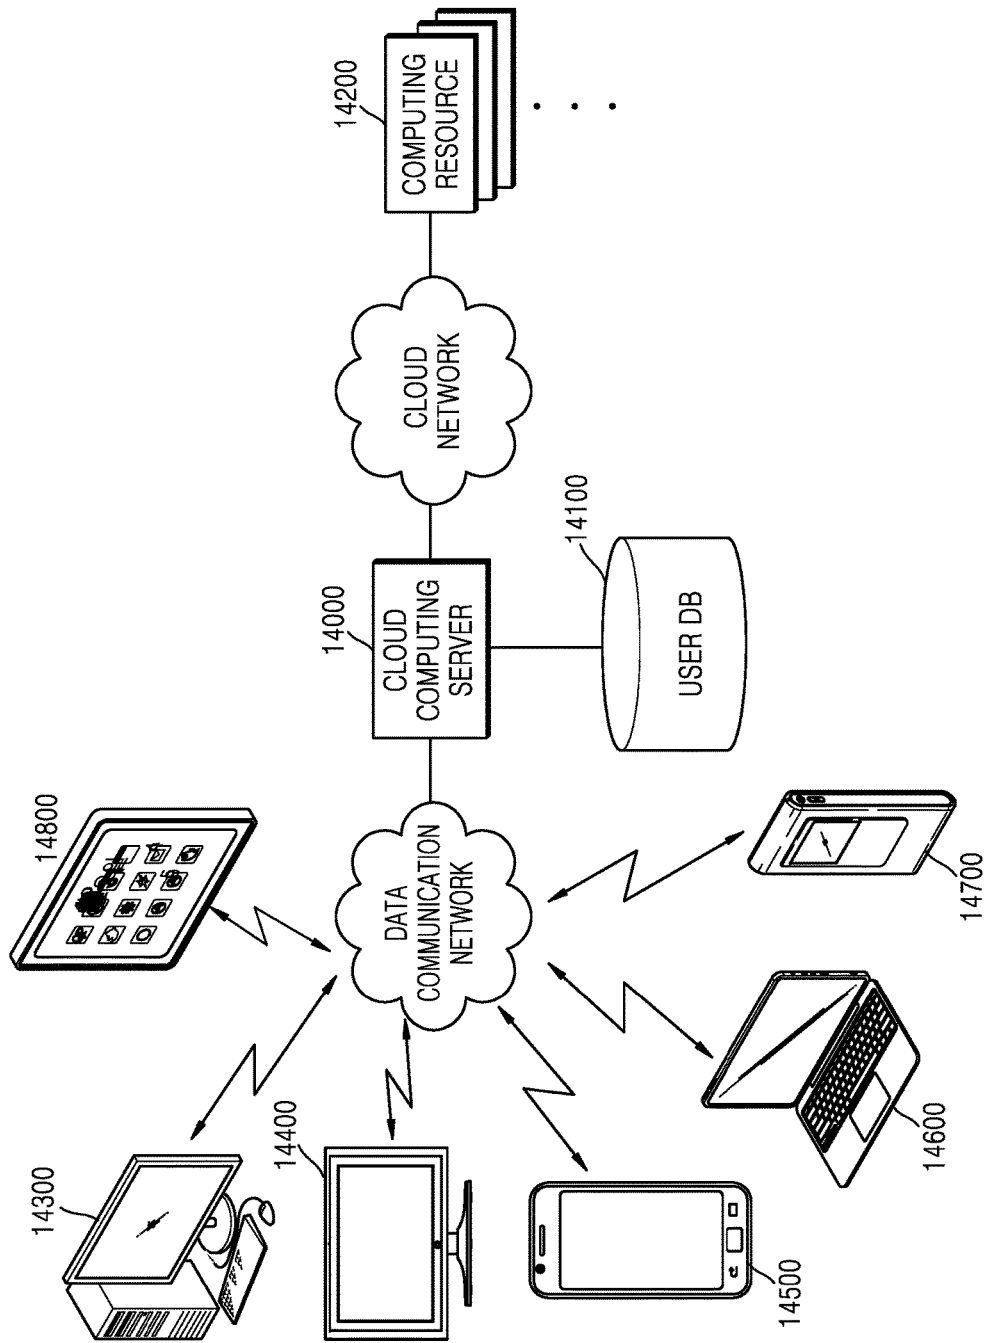 14800
14300
14400
14500
14600
14700
DATA
COMMUNICATION
NETWORK
14000
CLOUD
COMPUTING
SERVER
14100
USER DB
CLOUD
NETWORK
14200
COMPUTING
RESOURCE